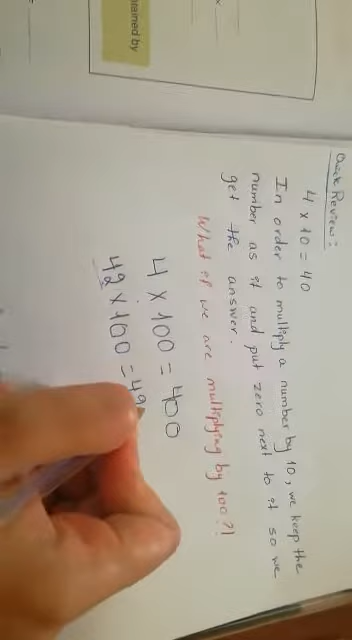 Quick Review:
4 x 10 = 40
In order to multiply a number by 10, we keep the
number as it and put zero next to it so we
get the answer.
What if we are multiplying by 100?!
4 x 100 = 400
42 x 100 = 42
tained by